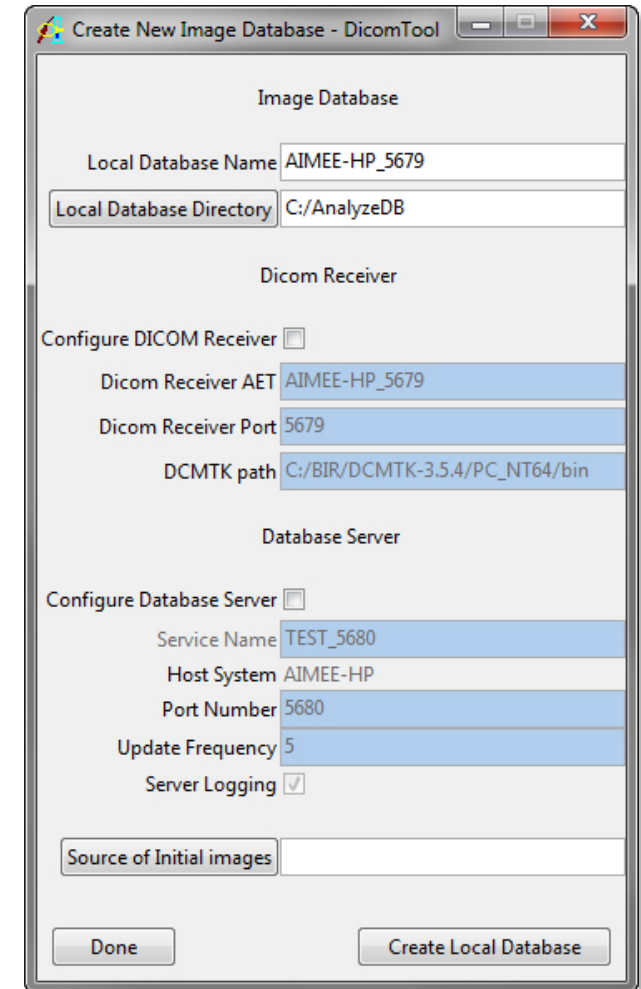 Create New Image Database - DicomTool
Image Database
Local Database Name AIMEE-HP_5679
Local Database Directory C:/AnalyzeDB
Dicom Receiver
Configure DICOM Receiver
Dicom Receiver AET AIMEE-HP_5679
Dicom Receiver Port 5679
DCMTK path C:/BIR/DCMTK-3.5.4/PC_NT64/bin
Database Server
Configure Database Server
Service Name TEST_5680
Host System AIMEE-HP
Port Number 5680
Update Frequency 5
Server Logging
Source of Initial images
Done Create Local Database